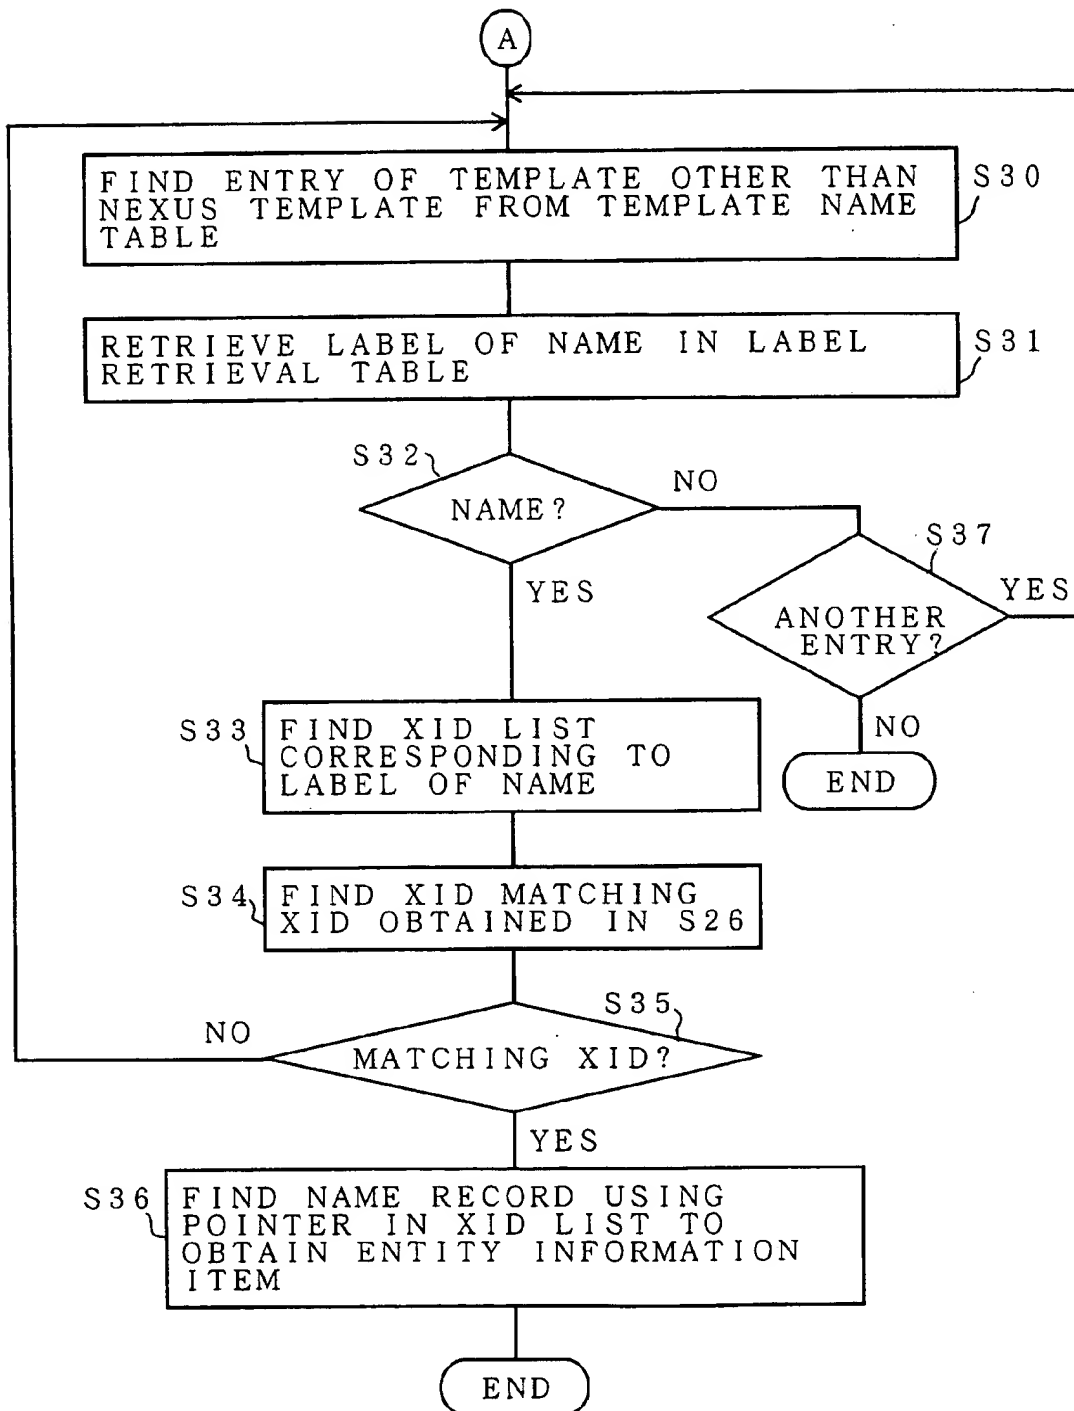 A
FIND ENTRY OF TEMPLATE OTHER THAN
NEXUS TEMPLATE FROM TEMPLATE NAME
TABLE
S30
RETRIEVE LABEL OF NAME IN LABEL
RETRIEVAL TABLE
S31
S32
NAME?
NO
YES
S37
ANOTHER
ENTRY?
YES
NO
END
S33
FIND XID LIST
CORRESPONDING TO
LABEL OF NAME
S34
FIND XID MATCHING
XID OBTAINED IN S26
S35
MATCHING XID?
NO
YES
S36
FIND NAME RECORD USING
POINTER IN XID LIST TO
OBTAIN ENTITY INFORMATION
ITEM
END